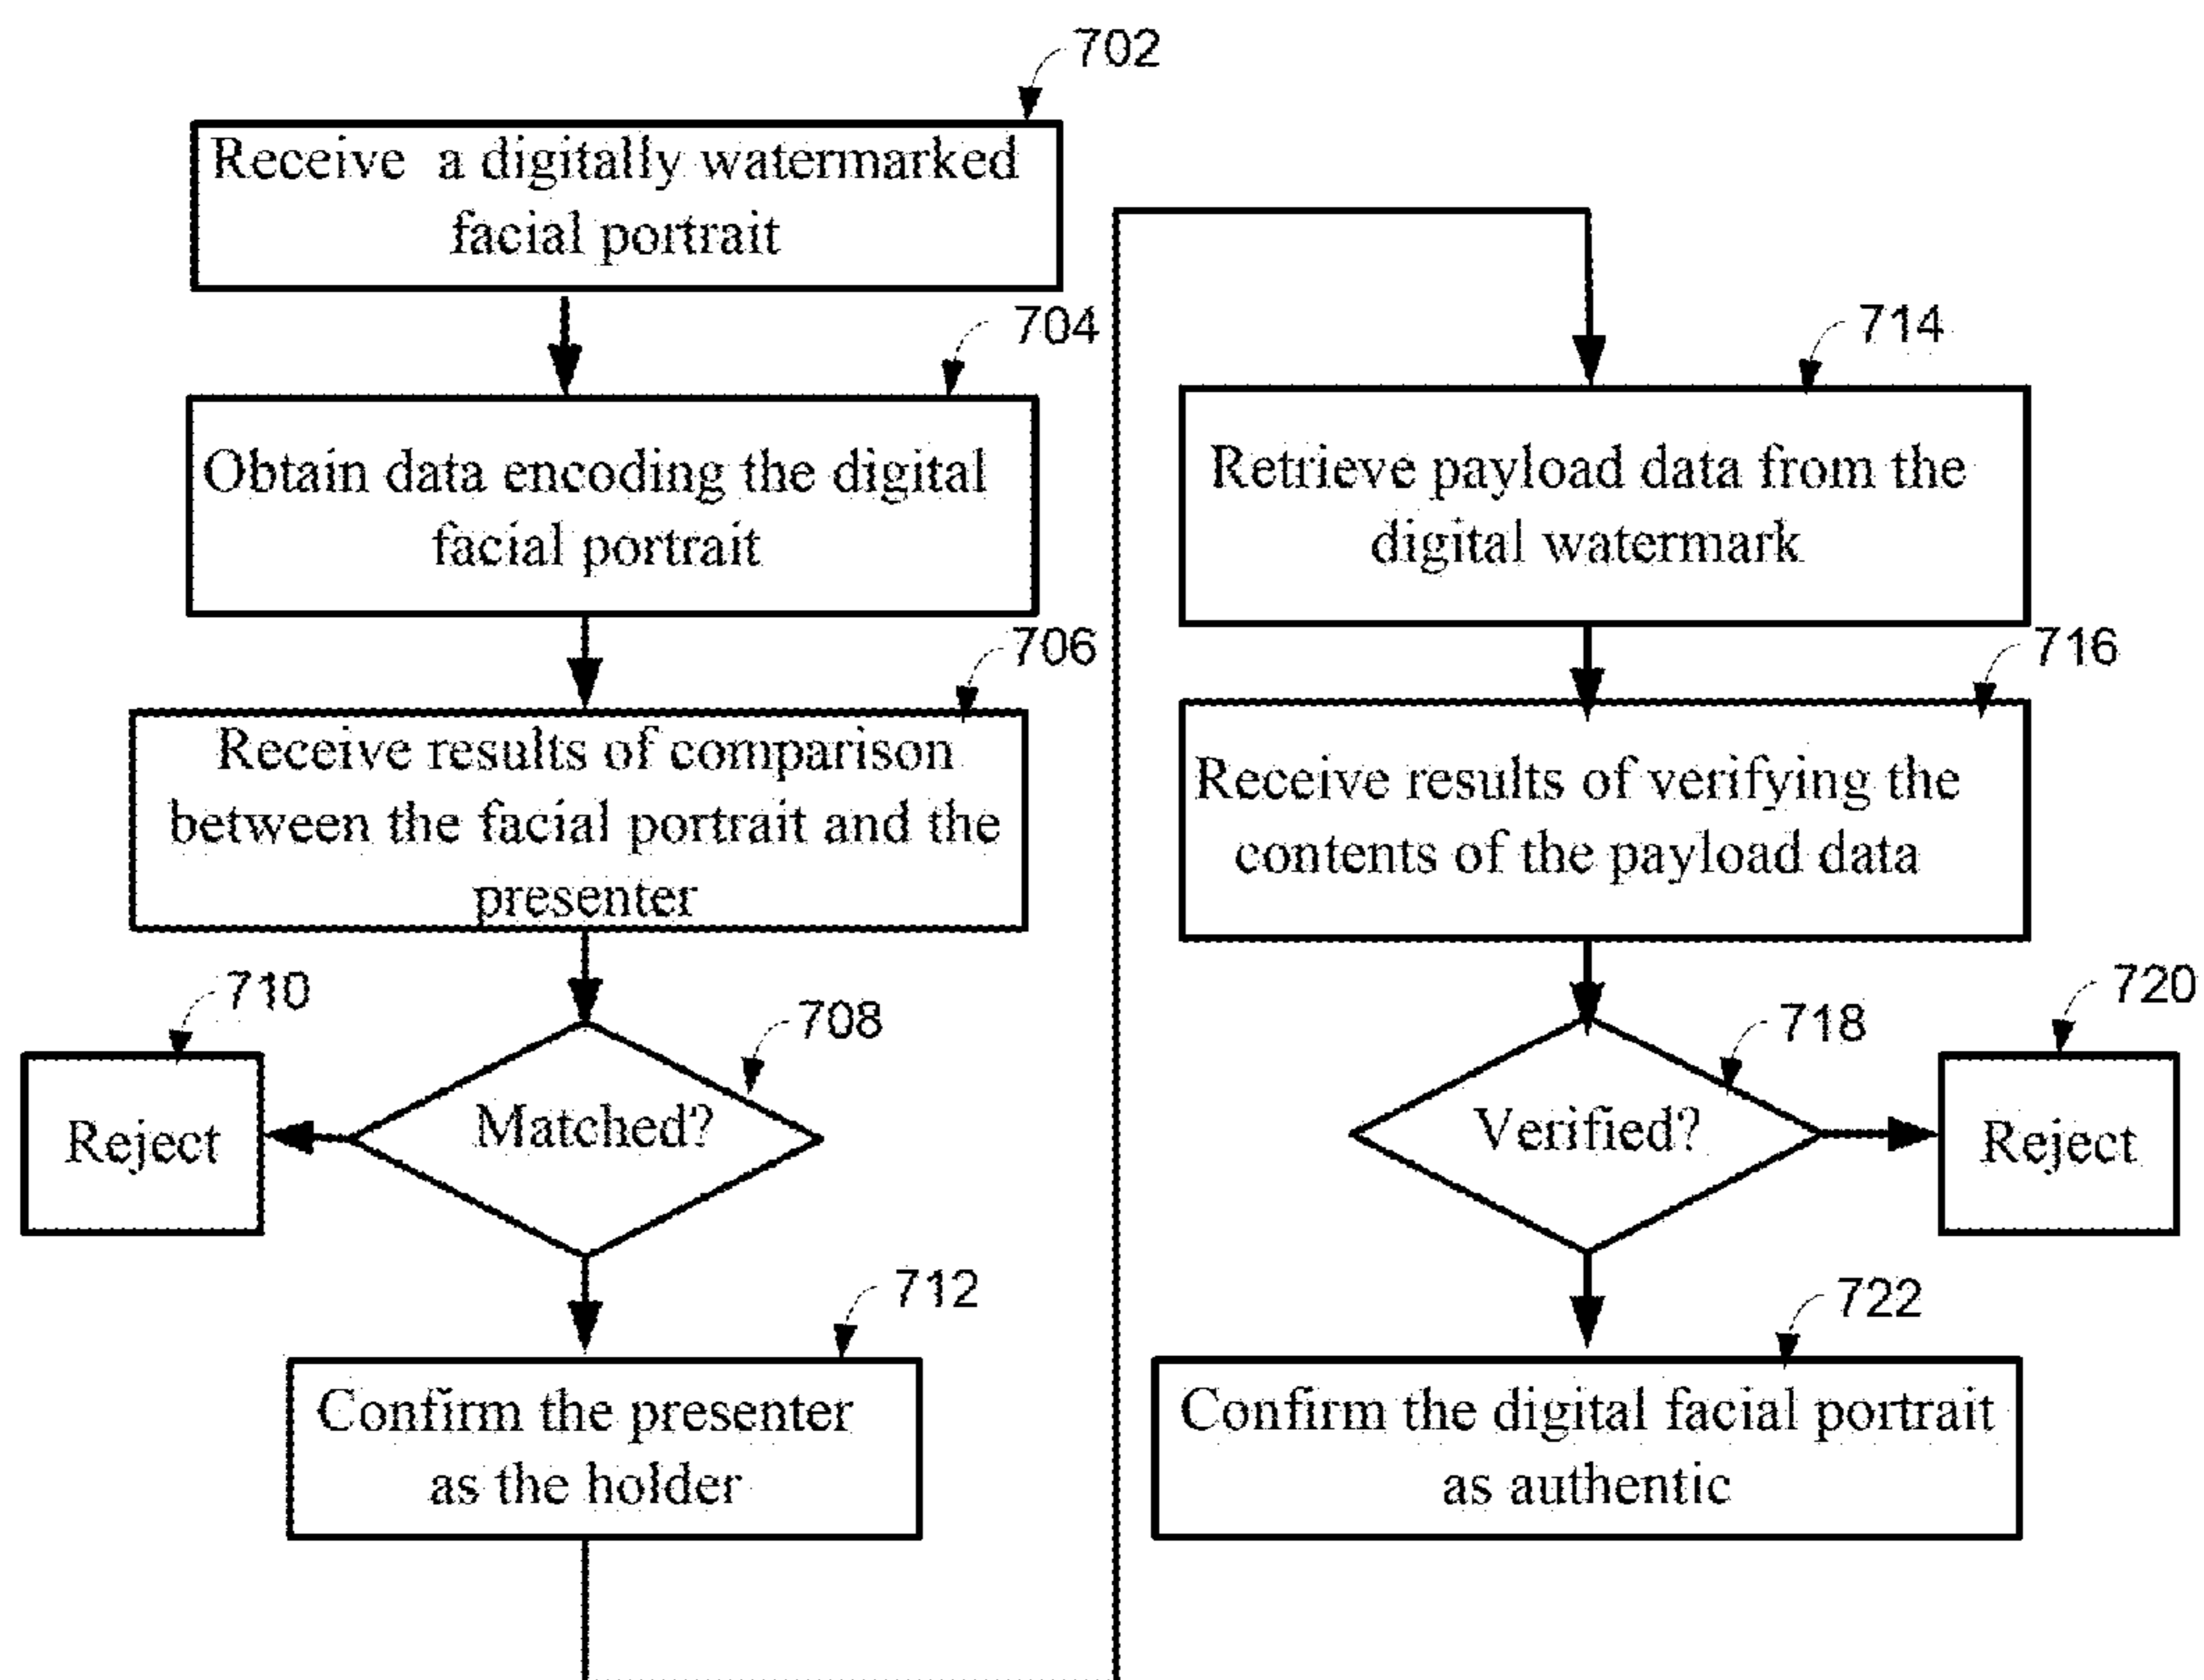 702
Receive a digitally watermarked
facial portrait
704
Obtain data encoding the digital
facial portrait
706
Receive results of comparison
between the facial portrait and the
presenter
708
Matched?
710
Reject
712
Confirm the presenter
as the holder
714
Retrieve payload data from the
digital watermark
716
Receive results of verifying the
contents of the payload data
718
Verified?
720
Reject
722
Confirm the digital facial portrait
as authentic